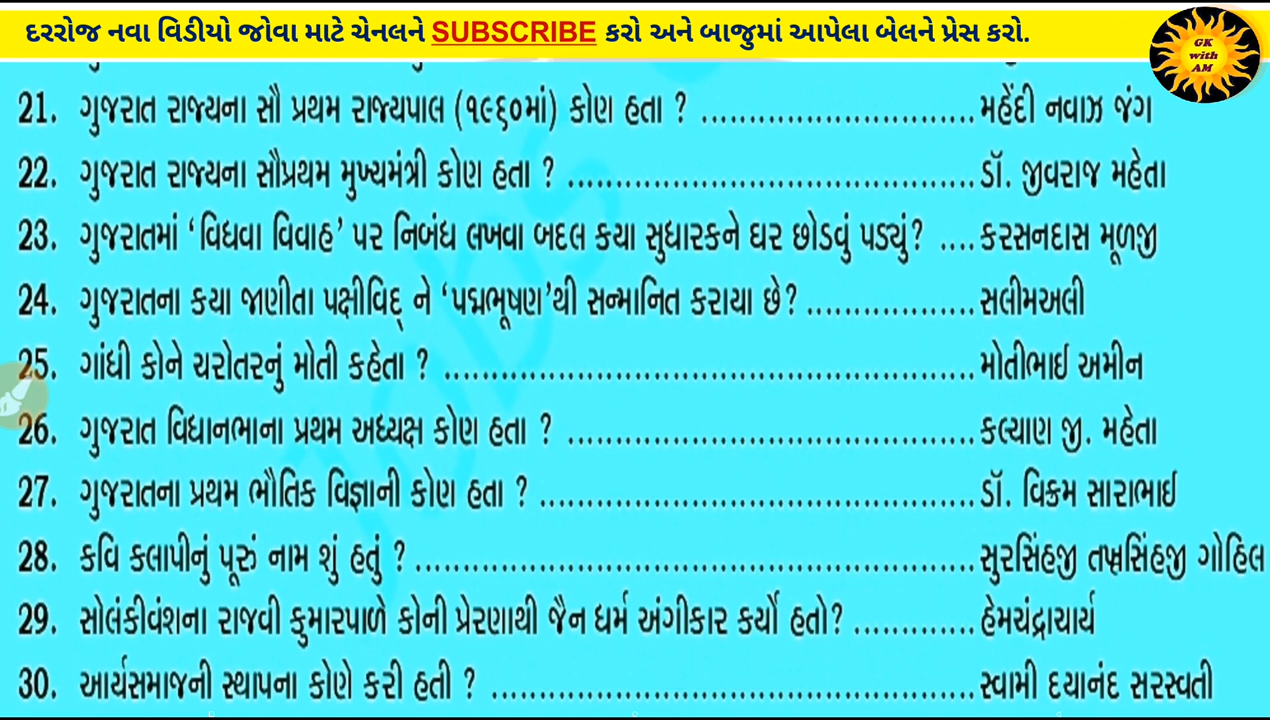 દરરોજ નવા વિડીયો જોવા માટે ચેનલને SUBSCRIBE કરો અને બાજુમાં આપેલા બેલને પ્રેસ કરો.
GK
with
AM
21. ગુજરાત રાજ્યના સૌ પ્રથમ રાજ્યપાલ (૧૯૬૦માં) કોણ હતા ? ............................. મહેંદી નવાઝ જંગ
22. ગુજરાત રાજ્યના સૌપ્રથમ મુખ્યમંત્રી કોણ હતા ? ........................................... ડૉ. જીવરાજ મહેતા
23. ગુજરાતમાં ‘વિધવા વિવાહ’ પર નિબંધ લખવા બદલ કયા સુધારકને ઘર છોડવું પડ્યું? .... કરસનદાસ મૂળજી
24. ગુજરાતના કયા જાણીતા પક્ષીવિદ્ ને ‘પદ્મભૂષણ’થી સન્માનિત કરાયા છે? .................. સલીમઅલી
25. ગાંધી કોને ચરોતરનું મોતી કહેતા ? ........................................................ મોતીભાઈ અમીન
26. ગુજરાત વિધાનભાના પ્રથમ અધ્યક્ષ કોણ હતા ? ........................................... કલ્યાણ જી. મહેતા
27. ગુજરાતના પ્રથમ ભૌતિક વિજ્ઞાની કોણ હતા ? .............................................. ડૉ. વિક્રમ સારાભાઈ
28. કવિ કલાપીનું પૂરું નામ શું હતું ? ........................................................... સુરસિંહજી તખ્તસિંહજી ગોહિલ
29. સોલંકીવંશના રાજવી કુમારપાળે કોની પ્રેરણાથી જૈન ધર્મ અંગીકાર કર્યો હતો? ............. હેમચંદ્રાચાર્ય
30. આર્યસમાજની સ્થાપના કોણે કરી હતી ? ................................................... સ્વામી દયાનંદ સરસ્વતી